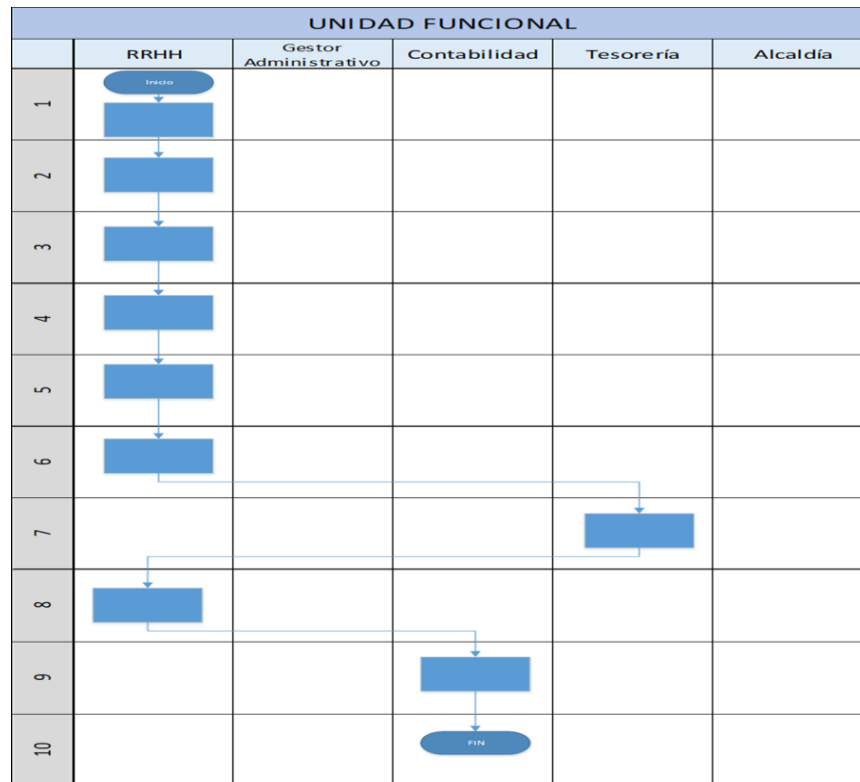 UNIDAD FUNCIONAL
RRHH
Gestor
Administrativo
Contabilidad
Tesorería
Alcaldía
Inicio
1
2
3
4
5
6
7
8
9
10
FIN